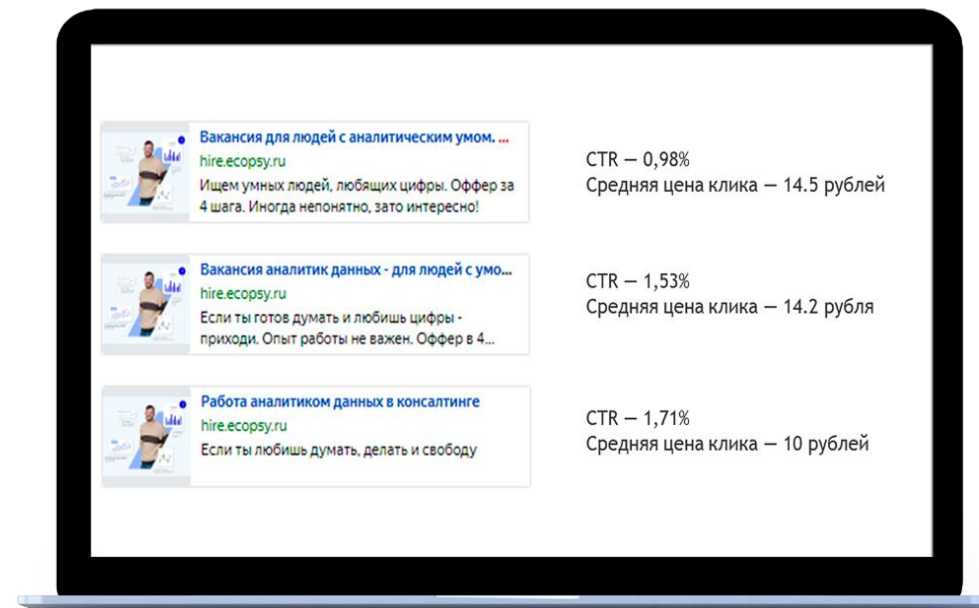 Вакансия для людей с аналитическим умом. ...
hire.ecopsy.ru
Ищем умных людей, любящих цифры. Оффер за
4 шага. Иногда непонятно, зато интересно!
CTR — 0,98%
Средняя цена клика — 14.5 рублей
Вакансия аналитик данных - для людей с умо...
hire.ecopsy.ru
Если ты готов думать и любишь цифры -
приходи. Опыт работы не важен. Оффер в 4...
CTR — 1,53%
Средняя цена клика — 14.2 рубля
Работа аналитиком данных в консалтинге
hire.ecopsy.ru
Если ты любишь думать, делать и свободу
CTR — 1,71%
Средняя цена клика — 10 рублей